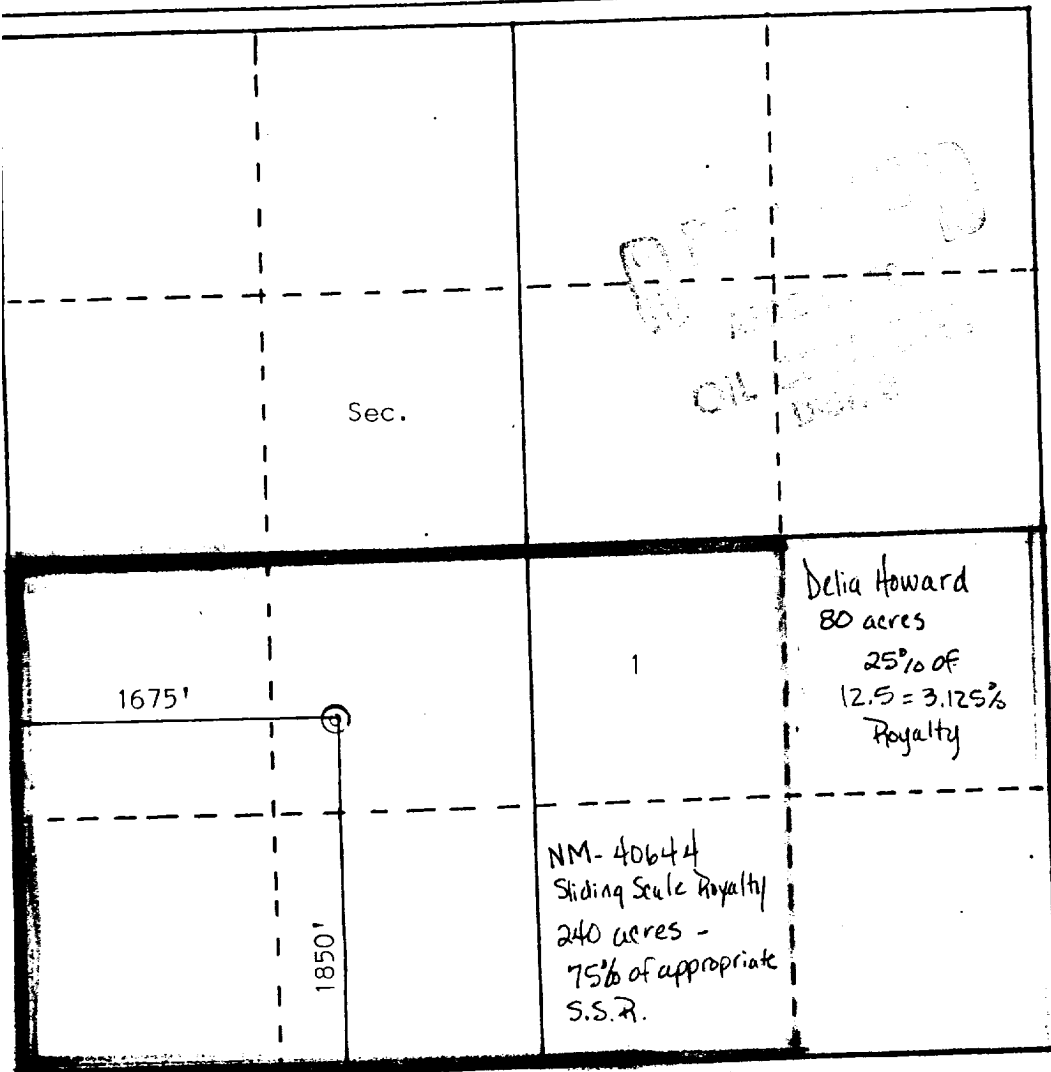 Sec.
OIL
Delia Howard
80 acres
25% of
12.5 = 3.125%
Royalty
1
1675'
NM-40644
Sliding Scale Royalty
240 acres -
75% of appropriate
S.S.R.
1850'